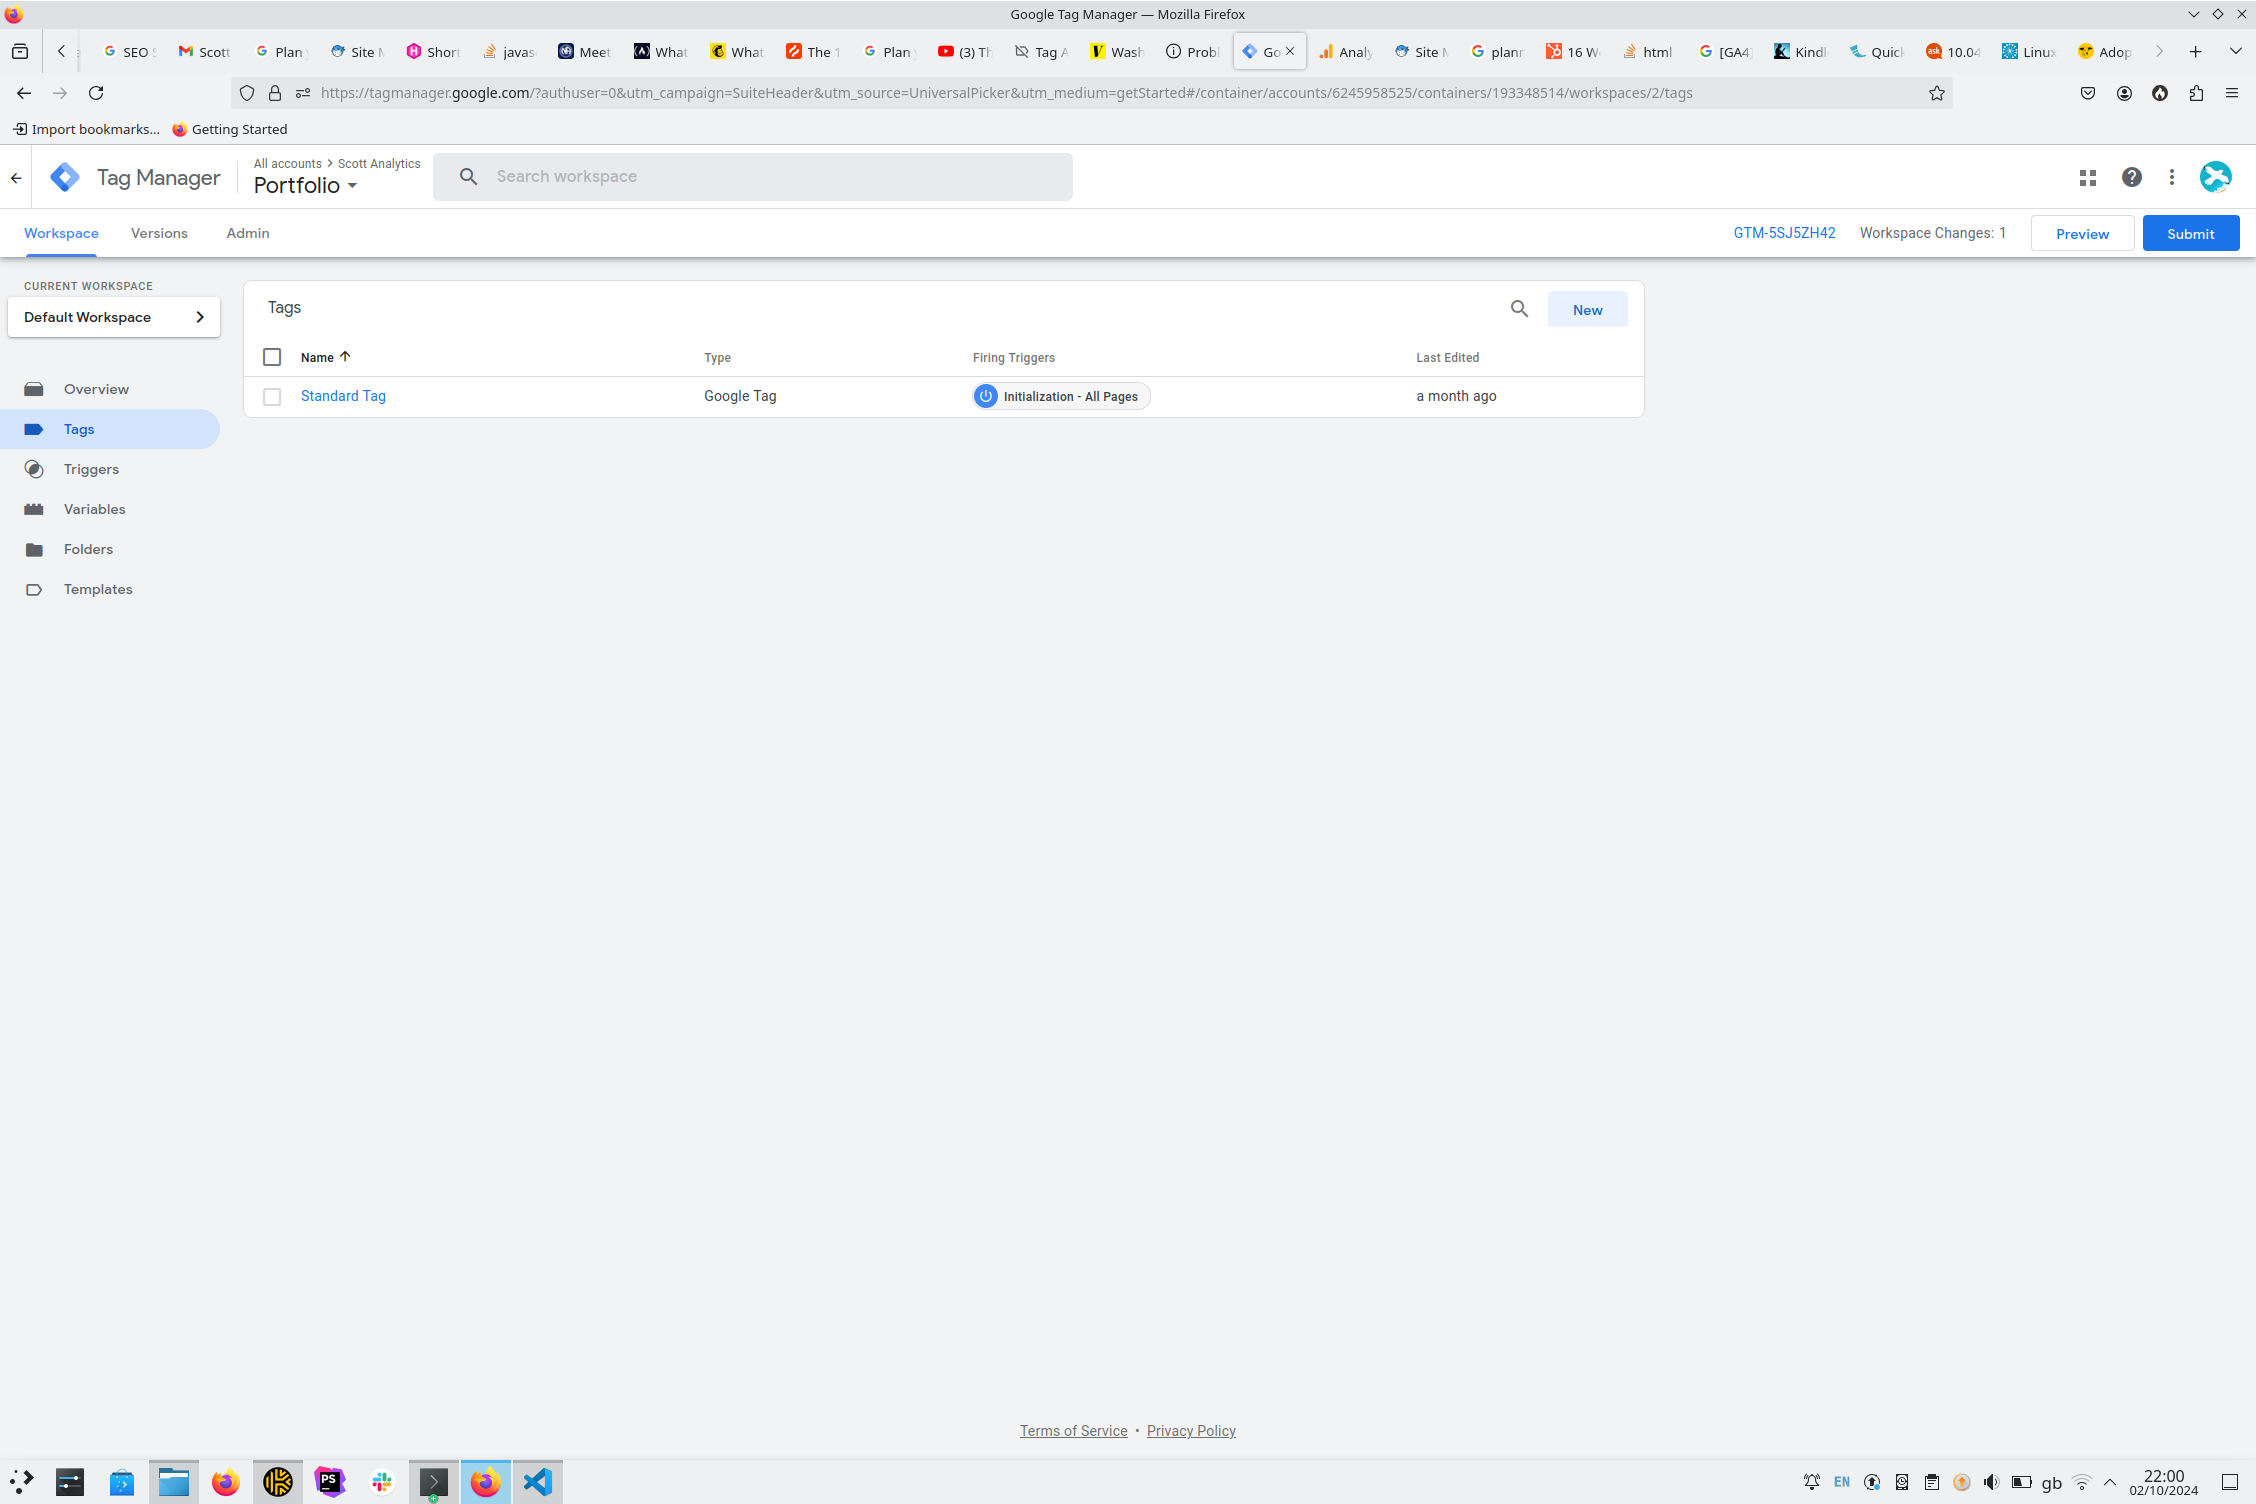 Google Tag Manager — Mozilla Firefox
SEO Scott Plan Site Short javas Meet What What The Plan (3) Th Tag A Wash Probl Go Analy Site M planr 16 W html [GA4] Kindl Quick 10.04 Linux Adop
https://tagmanager.google.com/?authuser=0&utm_campaign=SuiteHeader&utm_source=UniversalPicker&utm_medium=getStarted#/container/accounts/6245958525/containers/193348514/workspaces/2/tags
Import bookmarks... Getting Started
All accounts > Scott Analytics
Tag Manager Portfolio Search workspace
Workspace Versions Admin GTM-5SJ5ZH42 Workspace Changes: 1 Preview Submit
CURRENT WORKSPACE
Default Workspace
Tags New
Name Type Firing Triggers Last Edited
Standard Tag Google Tag Initialization - All Pages a month ago
Overview
Tags
Triggers
Variables
Folders
Templates
Terms of Service • Privacy Policy
PS EN gb 22:00
02/10/2024